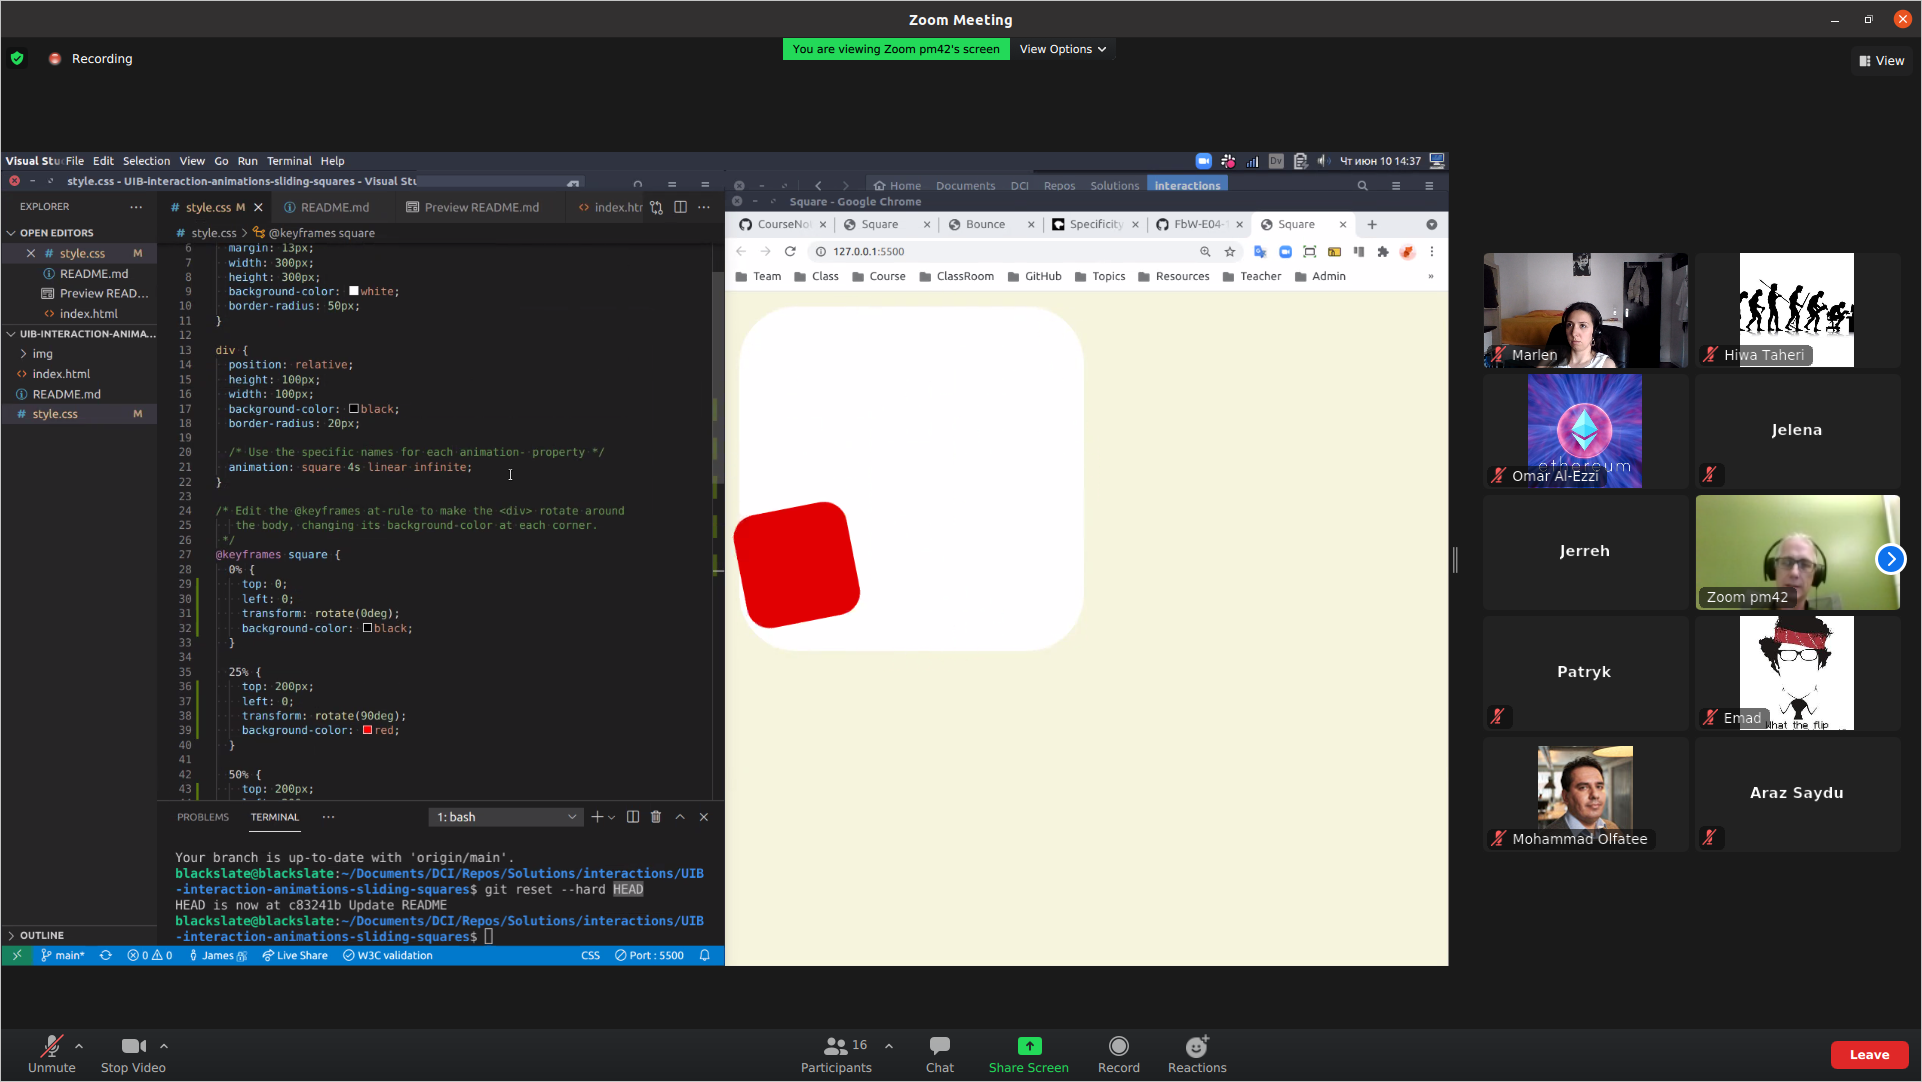 Zoom Meeting
Recording
You are viewing Zoom pm42's screen
View Options
View
Visual Stu File Edit Selection View Go Run Terminal Help
Dv
Чт июн 10 14:37
style.css - UIB-interaction-animations-sliding-squares - Visual Stu
Home Documents DCI Repos Solutions interactions
Square - Google Chrome
EXPLORER
style.css M
README.md
Preview README.md
index.htr
CourseNo
Square
Bounce
Specificity
FbW-E04-1
Square
style.css > @keyframes square
127.0.0.1:5500
Team Class Course ClassRoom GitHub Topics Resources Teacher Admin »
OPEN EDITORS
style.css M
README.md
Preview READ...
index.html
UIB-INTERACTION-ANIMA...
img
index.html
README.md
style.css M
OUTLINE
6 margin: 13px;
7 width: 300px;
8 height: 300px;
9 background-color: white;
10 border-radius: 50px;
11 }
12
13 div {
14 position: relative;
15 height: 100px;
16 width: 100px;
17 background-color: black;
18 border-radius: 20px;
19
20 /* Use the specific names for each animation- property */
21 animation: square 4s linear infinite;
22 }
23
24 /* Edit the @keyframes at-rule to make the <div> rotate around
25 the body, changing its background-color at each corner.
26 */
27 @keyframes square {
28 0% {
29 top: 0;
30 left: 0;
31 transform: rotate(0deg);
32 background-color: black;
33 }
34
35 25% {
36 top: 200px;
37 left: 0;
38 transform: rotate(90deg);
39 background-color: red;
40 }
41
42 50% {
43 top: 200px;
PROBLEMS TERMINAL ··· 1: bash
Your branch is up-to-date with 'origin/main'.
blackslate@blackslate:~/Documents/DCI/Repos/Solutions/interactions/UIB
-interaction-animations-sliding-squares$ git reset --hard HEAD
HEAD is now at c83241b Update README
blackslate@blackslate:~/Documents/DCI/Repos/Solutions/interactions/UIB
-interaction-animations-sliding-squares$
main* 0 0 James Live Share W3C validation CSS Port : 5500
Marlen
Hiwa Taheri
ethereum
Omar Al-Ezzi
Jelena
Jerreh
Zoom pm42
Patryk
Emad
What the flip
Mohammad Olfatee
Araz Saydu
Unmute
Stop Video
16
Participants
Chat
Share Screen
Record
Reactions
Leave